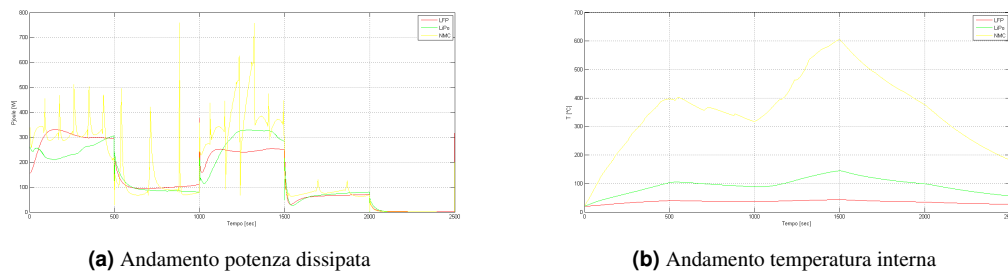 800
700
600
500
400
300
200
100
0
Ppole [W]
0
500
1000
1500
2000
2500
Tempo [sec]
LFP
LiPo
NMC
(a) Andamento potenza dissipata
700
600
500
400
300
200
100
0
T [°C]
0
500
1000
1500
2000
2500
Tempo [sec]
LFP
LiPo
NMC
(b) Andamento temperatura interna